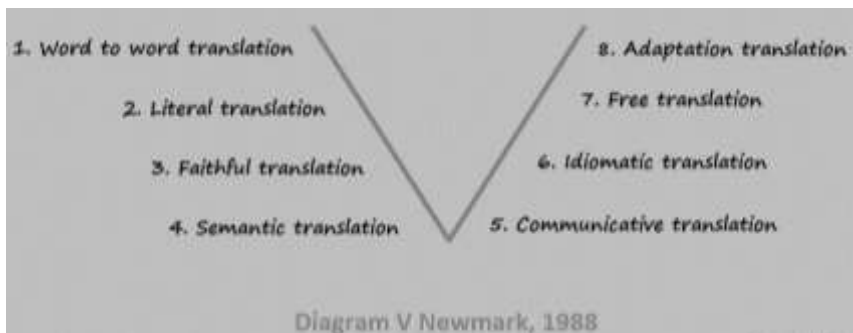 1. Word to word translation
2. Literal translation
3. Faithful translation
4. Semantic translation
8. Adaptation translation
7. Free translation
6. Idiomatic translation
5. Communicative translation
Diagram V Newmark, 1988